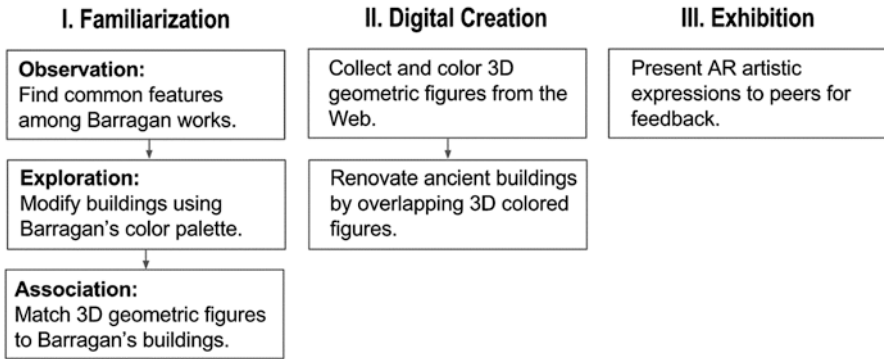 I. Familiarization
Observation:
Find common features
among Barragan works.
Exploration:
Modify buildings using
Barragan's color palette.
Association:
Match 3D geometric figures
to Barragan's buildings.
II. Digital Creation
Collect and color 3D
geometric figures from the
Web.
Renovate ancient buildings
by overlapping 3D colored
figures.
III. Exhibition
Present AR artistic
expressions to peers for
feedback.